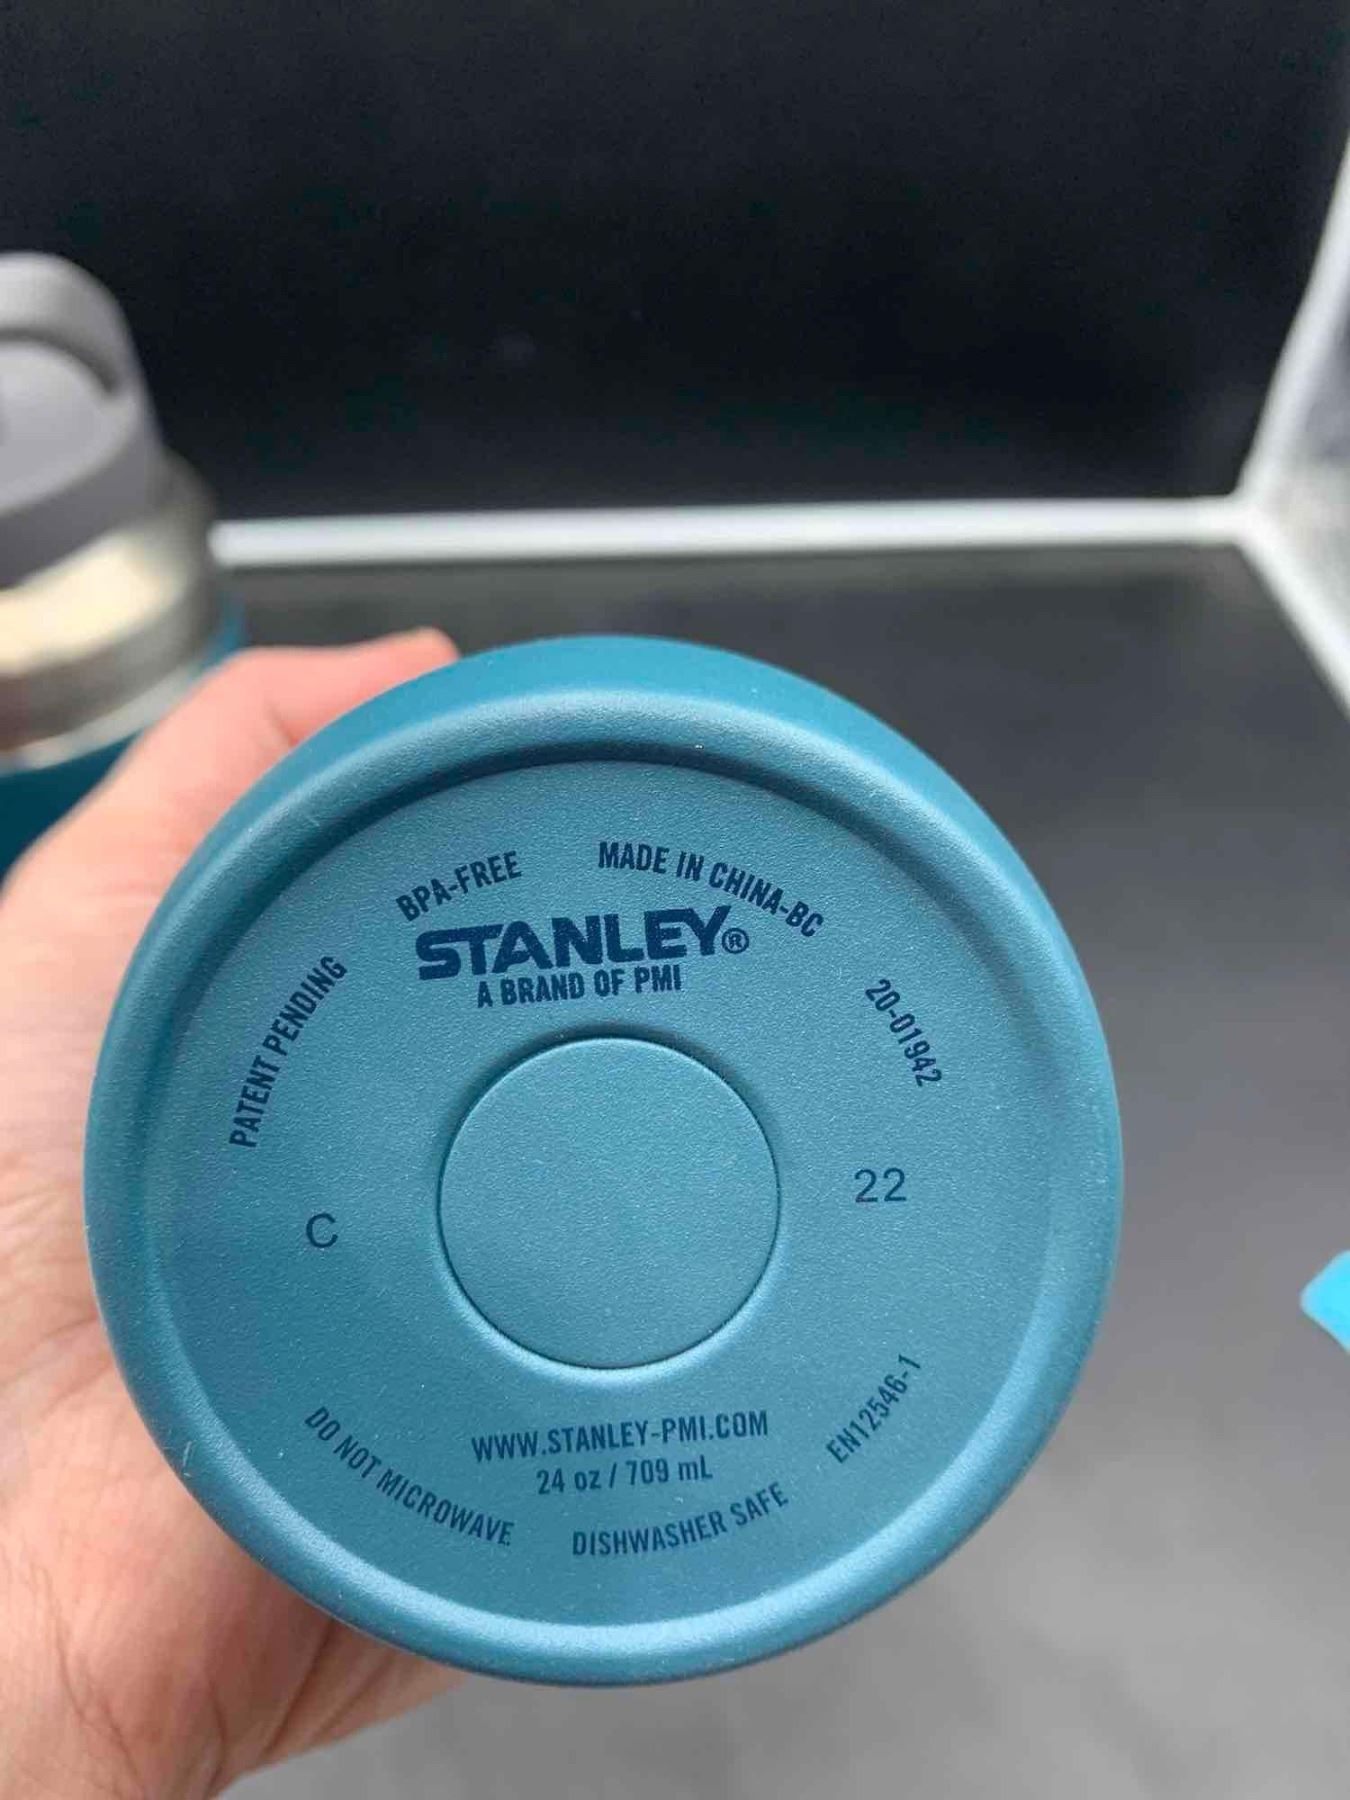 BPA-FREE
MADE IN CHINA-BC
STANLEY®
A BRAND OF PMI
PATENT PENDING
20-01942
C
22
WWW.STANLEY-PMI.COM
24 oz / 709 mL
EN12546-1
DO NOT MICROWAVE
DISHWASHER SAFE